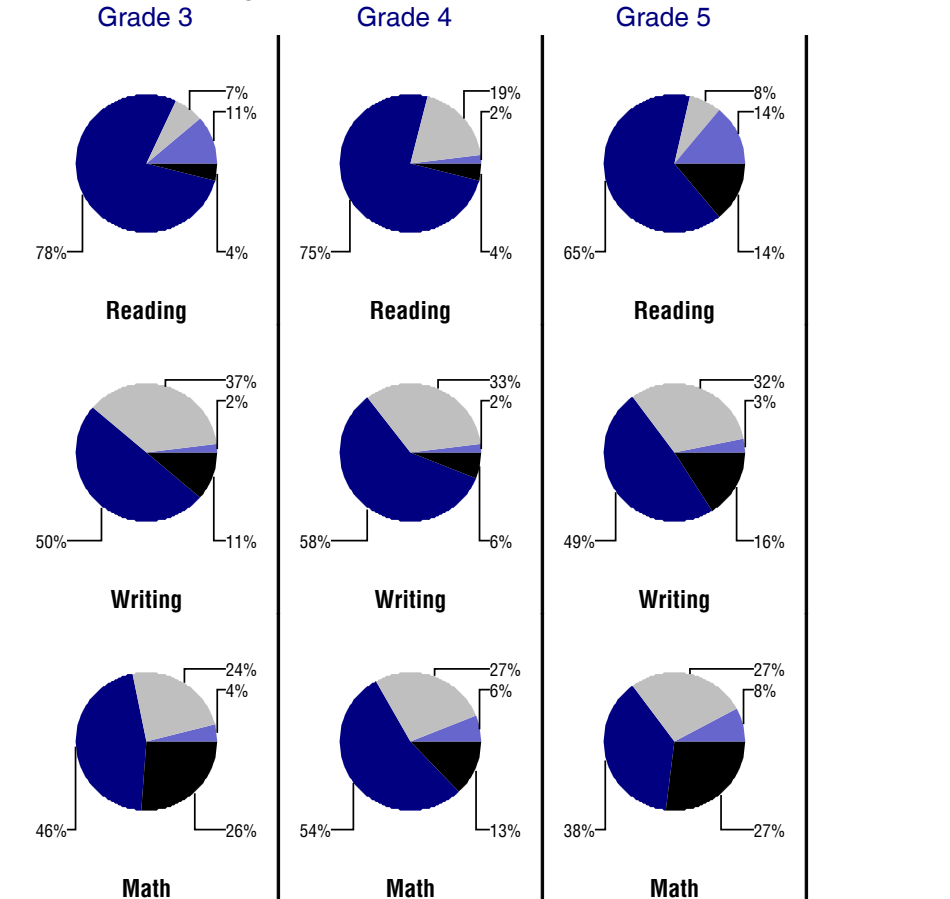 Grade 3 Grade 4 Grade 5
7% 19% 8%
11% 2% 14%
78% 4% 75% 4% 65% 14%
Reading Reading Reading
37% 33% 32%
2% 2% 3%
50% 11% 58% 6% 49% 16%
Writing Writing Writing
24% 27% 27%
4% 6% 8%
46% 26% 54% 13% 38% 27%
Math Math Math